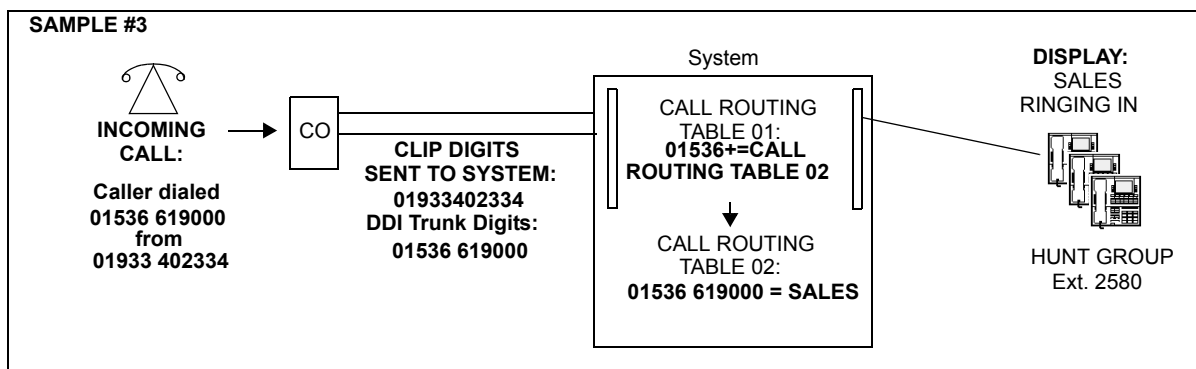 SAMPLE #3
INCOMING
CALL:
Caller dialed
01536 619000
from
01933 402334
CO
CLIP DIGITS
SENT TO SYSTEM:
01933402334
DDI Trunk Digits:
01536 619000
System
CALL ROUTING
TABLE 01:
01536+=CALL
ROUTING TABLE 02
CALL ROUTING
TABLE 02:
01536 619000 = SALES
DISPLAY:
SALES
RINGING IN
HUNT GROUP
Ext. 2580